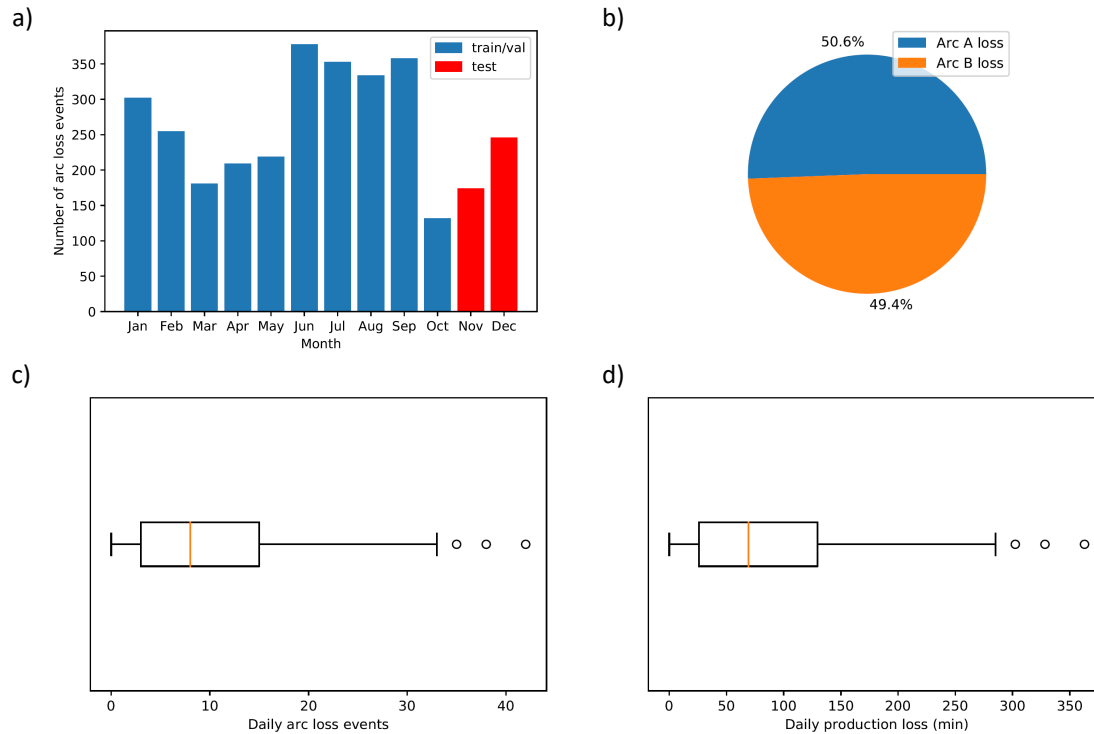 a)
train/val
test
350
300
250
200
150
100
50
0
Number of arc loss events
Jan Feb Mar Apr May Jun Jul Aug Sep Oct Nov Dec
Month
b)
50.6%
Arc A loss
Arc B loss
49.4%
c)
0 10 20 30 40
Daily arc loss events
d)
0 50 100 150 200 250 300 350
Daily production loss (min)